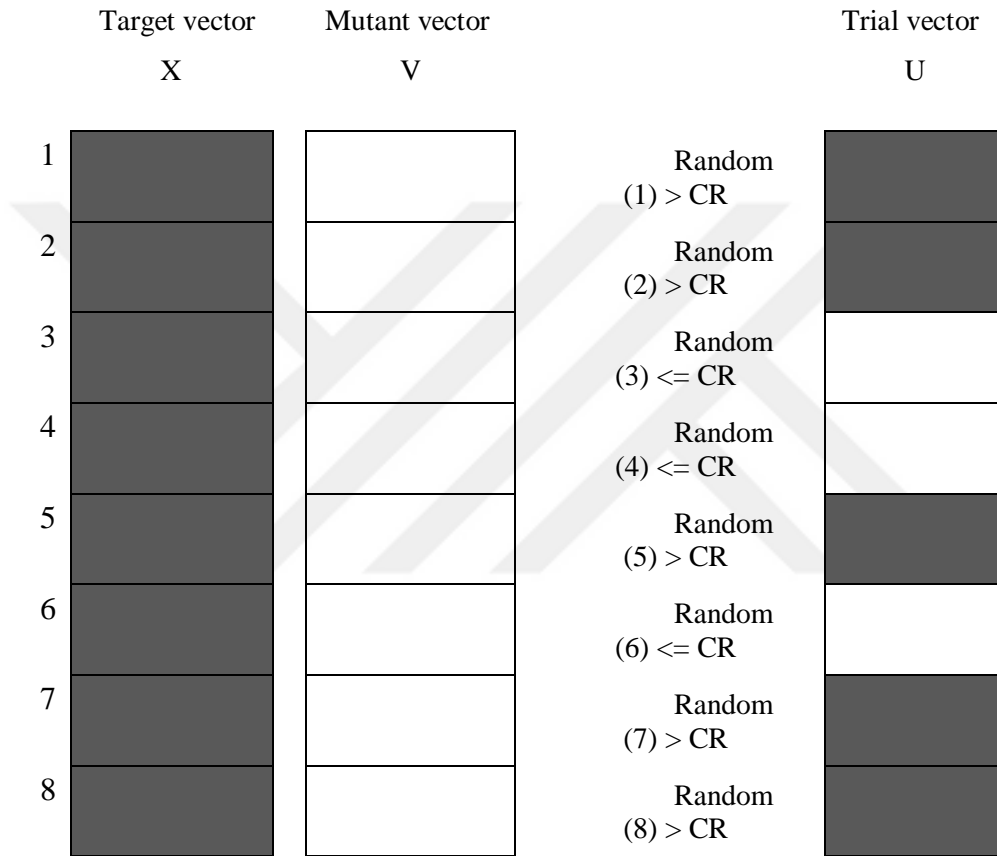 Target vector Mutant vector Trial vector
X V U
1 Random
(1) > CR
2 Random
(2) > CR
3 Random
(3) <= CR
4 Random
(4) <= CR
5 Random
(5) > CR
6 Random
(6) <= CR
7 Random
(7) > CR
8 Random
(8) > CR